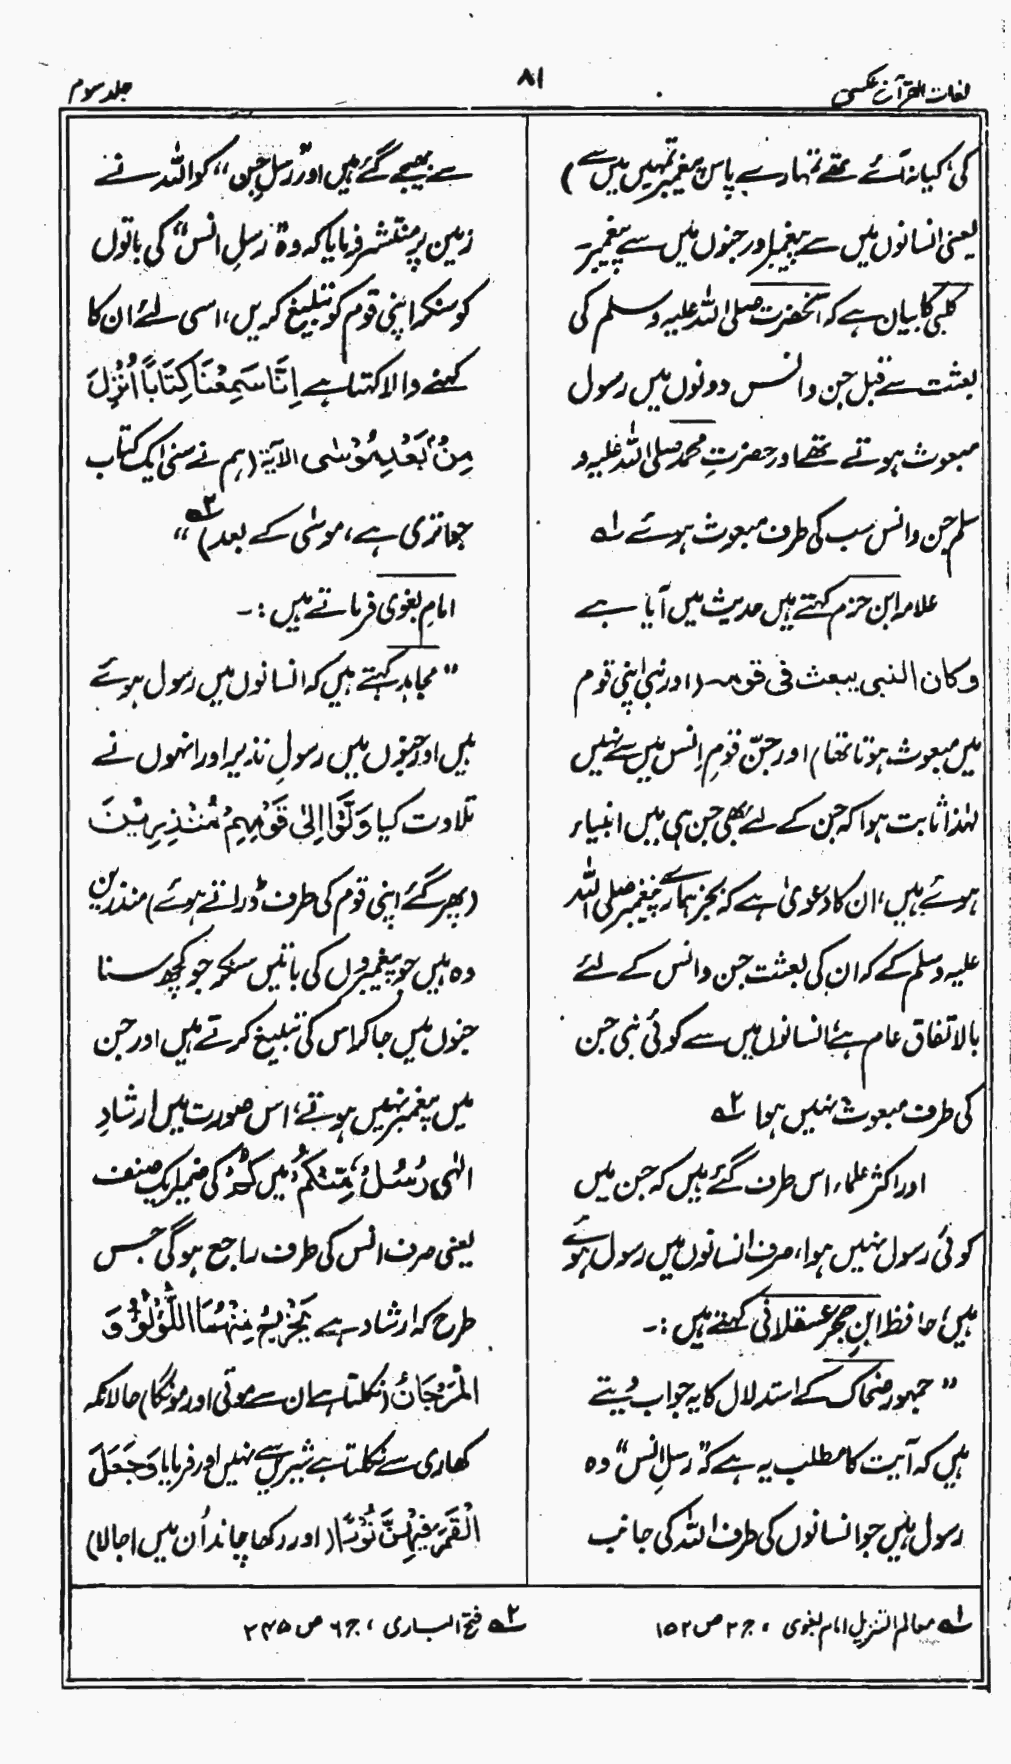 لغات القرآن عکسی
۸۱
جلد سوم
کی، کیا نہ آئے تھے تمہارے پاس پیغمبر تمہیں میں سے)
یعنی انسانوں میں سے پیغمبر اور جنوں میں سے پیغمبر۔
کلبی کا بیان ہے کہ آنحضرت صلی اللہ علیہ وسلم کی
بعثت سے قبل جن وانس دونوں میں رسول
مبعوث ہوتے تھے اور حضرتِ محمد صلی اللہ علیہ و
سلم جن وانس سب کی طرف مبعوث ہوئے ۱؎
علامہ ابن حزم کہتے ہیں حدیث میں آیا ہے
وکان النبی یبعث فی قومہ (اور نبی اپنی قوم
میں مبعوث ہوتا تھا) اور جنّ قومِ اِنس میں سے نہیں
لہٰذا ثابت ہوا کہ جن کے لئے بھی جن ہی میں انبیاء
ہوئے ہیں، ان کا دعویٰ ہے کہ بجز ہمارے پیغمبر صلی اللہ
علیہ وسلم کے کہ ان کی بعثت جن وانس کے لئے
بالاتفاق عام ہے انسانوں میں سے کوئی نبی جن
کی طرف مبعوث نہیں ہوا ۲؎
اور اکثر علماء اس طرف گئے ہیں کہ جن میں
کوئی رسول نہیں ہوا، صرف انسانوں میں رسول ہوئے
ہیں، حافظ ابنِ حجر عسقلانی کہتے ہیں :۔
”جمہور ضحاک کے استدلال کا یہ جواب دیتے
ہیں کہ آیت کا مطلب یہ ہے کہ ”رسلِ انس“ وہ
رسول ہیں جو انسانوں کی طرف اللہ کی جانب
سے بھیجے گئے ہیں اور ”رسلِ جن“ کو اللہ نے
زمین پر منتشر فرمایا کہ وہ ”رسلِ انس“ کی باتوں
کو سنکر اپنی قوم کو تبلیغ کریں، اسی لئے ان کا
کہنے والا کہتا ہے اِنَّا سَمِعْنَا كِتَابًا اُنْزِلَ
مِنْ بَعْدِ مُوْسٰی الآیۃ (ہم نے سنی ایک کتاب
جو اتری ہے، موسٰی کے بعد) ۳؎“
امام بغوی فرماتے ہیں :۔
”مجاہد کہتے ہیں کہ انسانوں میں رسول ہوئے
ہیں اور جنوں میں رسولِ نذیر اور انہوں نے
تلاوت کیا وَلَّوْا اِلٰی قَوْمِهِمْ مُّنْذِرِيْنَ
(پھر گئے اپنی قوم کی طرف ڈراتے ہوئے) منذرین
وہ ہیں جو پیغمبروں کی باتیں سنکر جو کچھ سنا
جنوں میں جا کر اس کی تبلیغ کرتے ہیں اور جن
میں پیغمبر نہیں ہوتے، اس صورت میں ارشادِ
الٰہی رُسُلٌ مِّنْكُمْ میں کُمْ کی ضمیر ایک صنف
یعنی صرف انس کی طرف راجع ہوگی جس
طرح کہ ارشاد ہے يَخْرُجُ مِنْهُمَا اللُّؤْلُؤُ وَ
الْمَرْجَانُ (نکلتا ہے ان سے موتی اور مونگا) حالانکہ
کھاری سے نکلتا ہے شیریں سے نہیں اور فرمایا وَجَعَلَ
الْقَمَرَ فِيْهِنَّ نُوْرًا (اور رکھا چاند اُن میں اجالا)
۱؎ معالم التنزیل امام بغوی ، ج ۲ ص ۱۵۲
۲؎ فتح الباری ، ج ۶ ص ۲۴۵